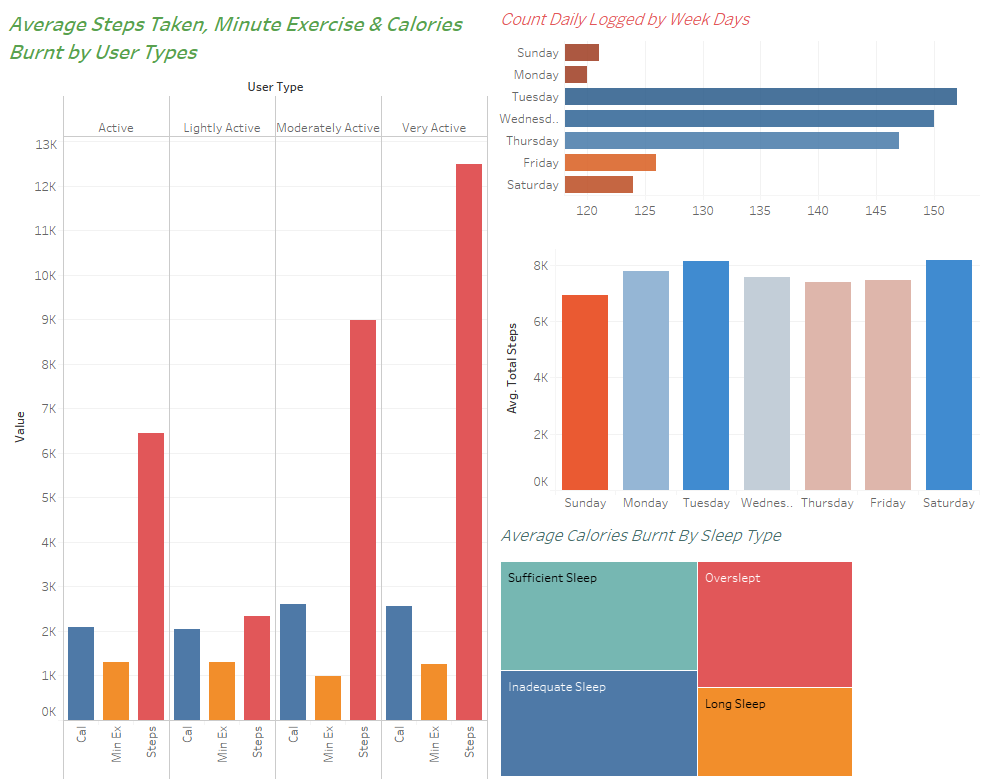 Average Steps Taken, Minute Exercise & Calories
Burnt by User Types
User Type
Active Lightly Active Moderately Active Very Active
Value
13K
12K
11K
10K
9K
8K
7K
6K
5K
4K
3K
2K
1K
0K
Cal Min Ex Steps Cal Min Ex Steps Cal Min Ex Steps Cal Min Ex Steps
Count Daily Logged by Week Days
Sunday
Monday
Tuesday
Wednesd..
Thursday
Friday
Saturday
120 125 130 135 140 145 150
Avg. Total Steps
8K
6K
4K
2K
0K
Sunday Monday Tuesday Wednes.. Thursday Friday Saturday
Average Calories Burnt By Sleep Type
Sufficient Sleep Overslept
Inadequate Sleep
Long Sleep